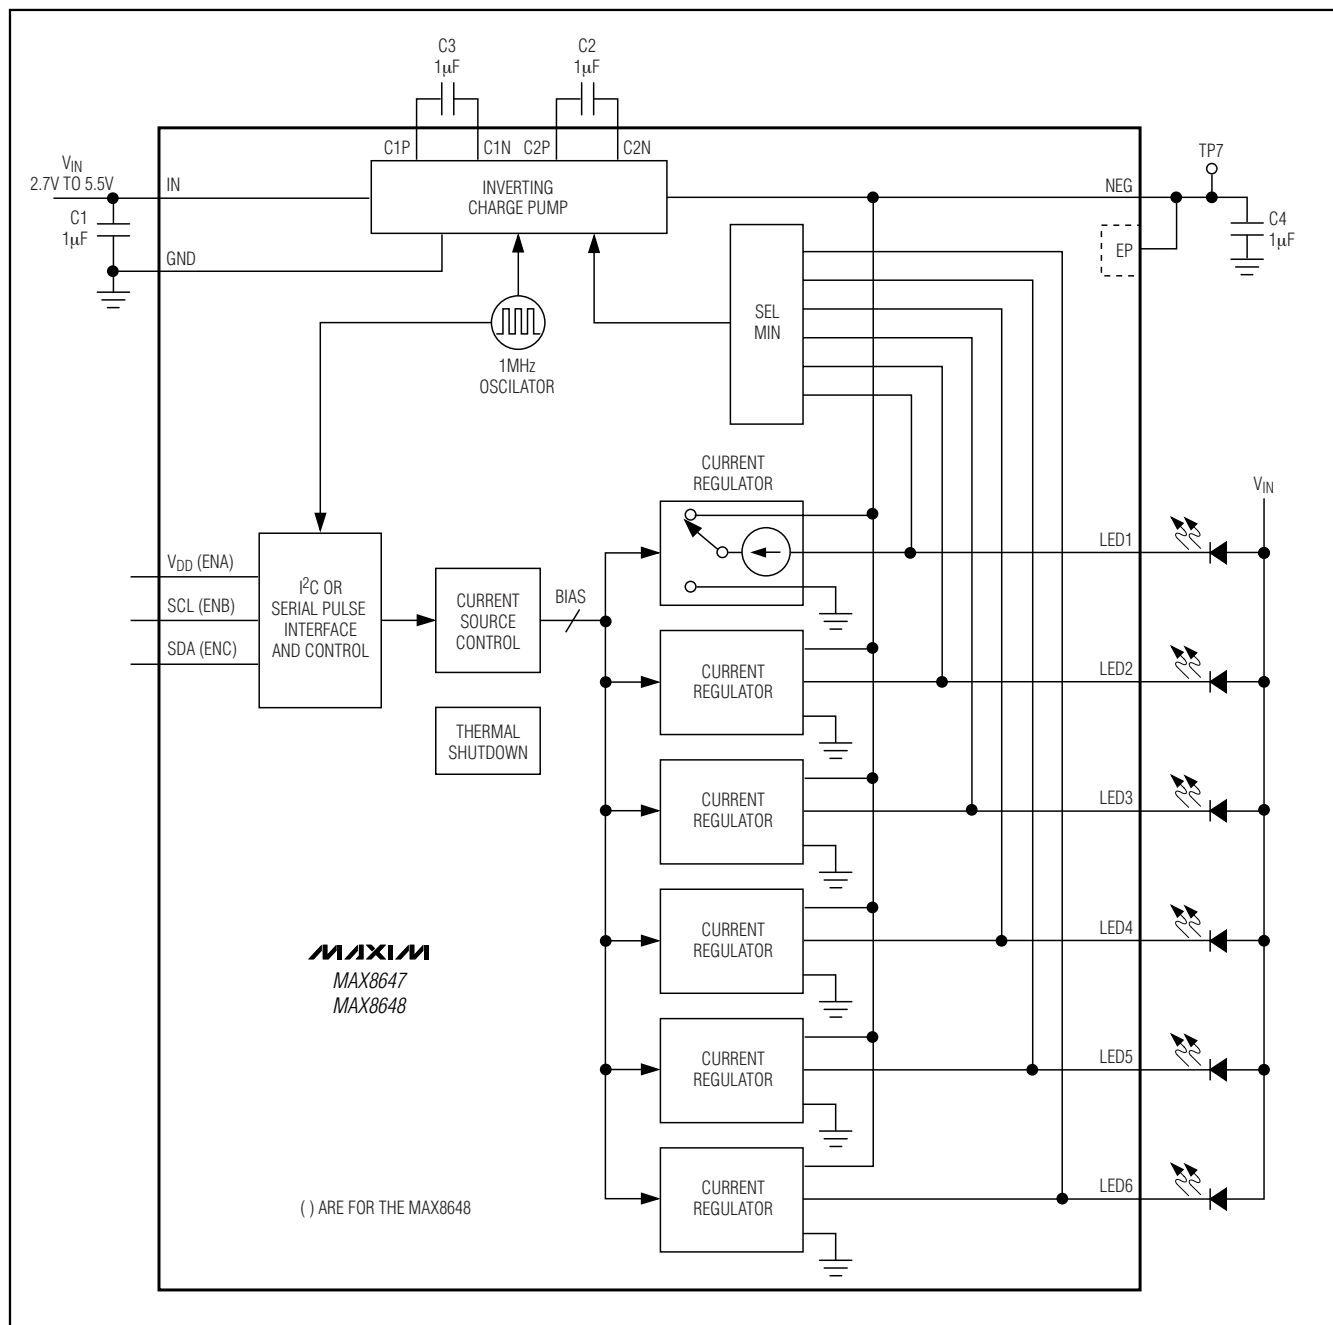 C3
1µF
C2
1µF
C1P
C1N
C2P
C2N
TP7
VIN
2.7V TO 5.5V
IN
INVERTING
CHARGE PUMP
NEG
C1
1µF
C4
1µF
GND
EP
SEL
MIN
1MHz
OSCILATOR
CURRENT
REGULATOR
VIN
LED1
VDD (ENA)
SCL (ENB)
SDA (ENC)
I2C OR
SERIAL PULSE
INTERFACE
AND CONTROL
CURRENT
SOURCE
CONTROL
BIAS
CURRENT
REGULATOR
LED2
THERMAL
SHUTDOWN
CURRENT
REGULATOR
LED3
CURRENT
REGULATOR
LED4
MAXIM
MAX8647
MAX8648
CURRENT
REGULATOR
LED5
CURRENT
REGULATOR
LED6
( ) ARE FOR THE MAX8648